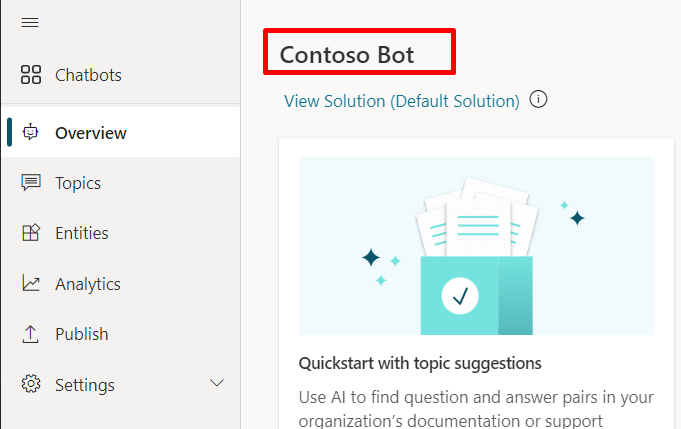 Contoso Bot
View Solution (Default Solution)
Chatbots
Overview
Topics
Entities
Analytics
Publish
Settings
Quickstart with topic suggestions
Use AI to find question and answer pairs in your
organization's documentation or support